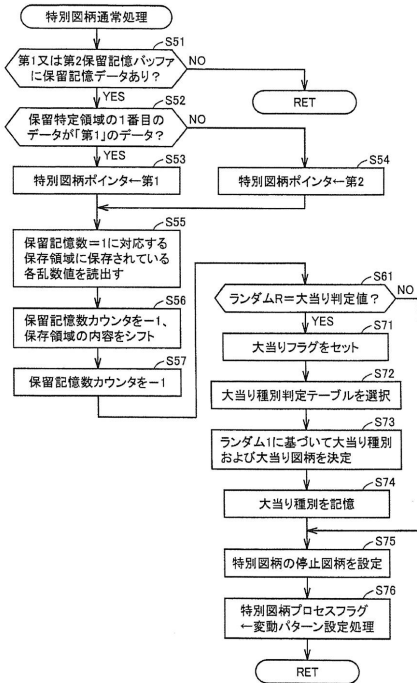 特別図柄通常処理
S51
第1又は第2保留記憶バッファ
に保留記憶データあり?
NO
YES
RET
S52
保留特定領域の1番目の
データが「第1」のデータ?
NO
YES
S53
特別図柄ポインタ←第1
S54
特別図柄ポインタ←第2
S55
保留記憶数=1に対応する
保存領域に保存されている
各乱数値を読出す
S56
保留記憶数カウンタを−1、
保存領域の内容をシフト
S57
保留記憶数カウンタを−1
S61
ランダムR=大当り判定値?
NO
YES
S71
大当りフラグをセット
S72
大当り種別判定テーブルを選択
S73
ランダム1に基づいて大当り種別
および大当り図柄を決定
S74
大当り種別を記憶
S75
特別図柄の停止図柄を設定
S76
特別図柄プロセスフラグ
←変動パターン設定処理
RET